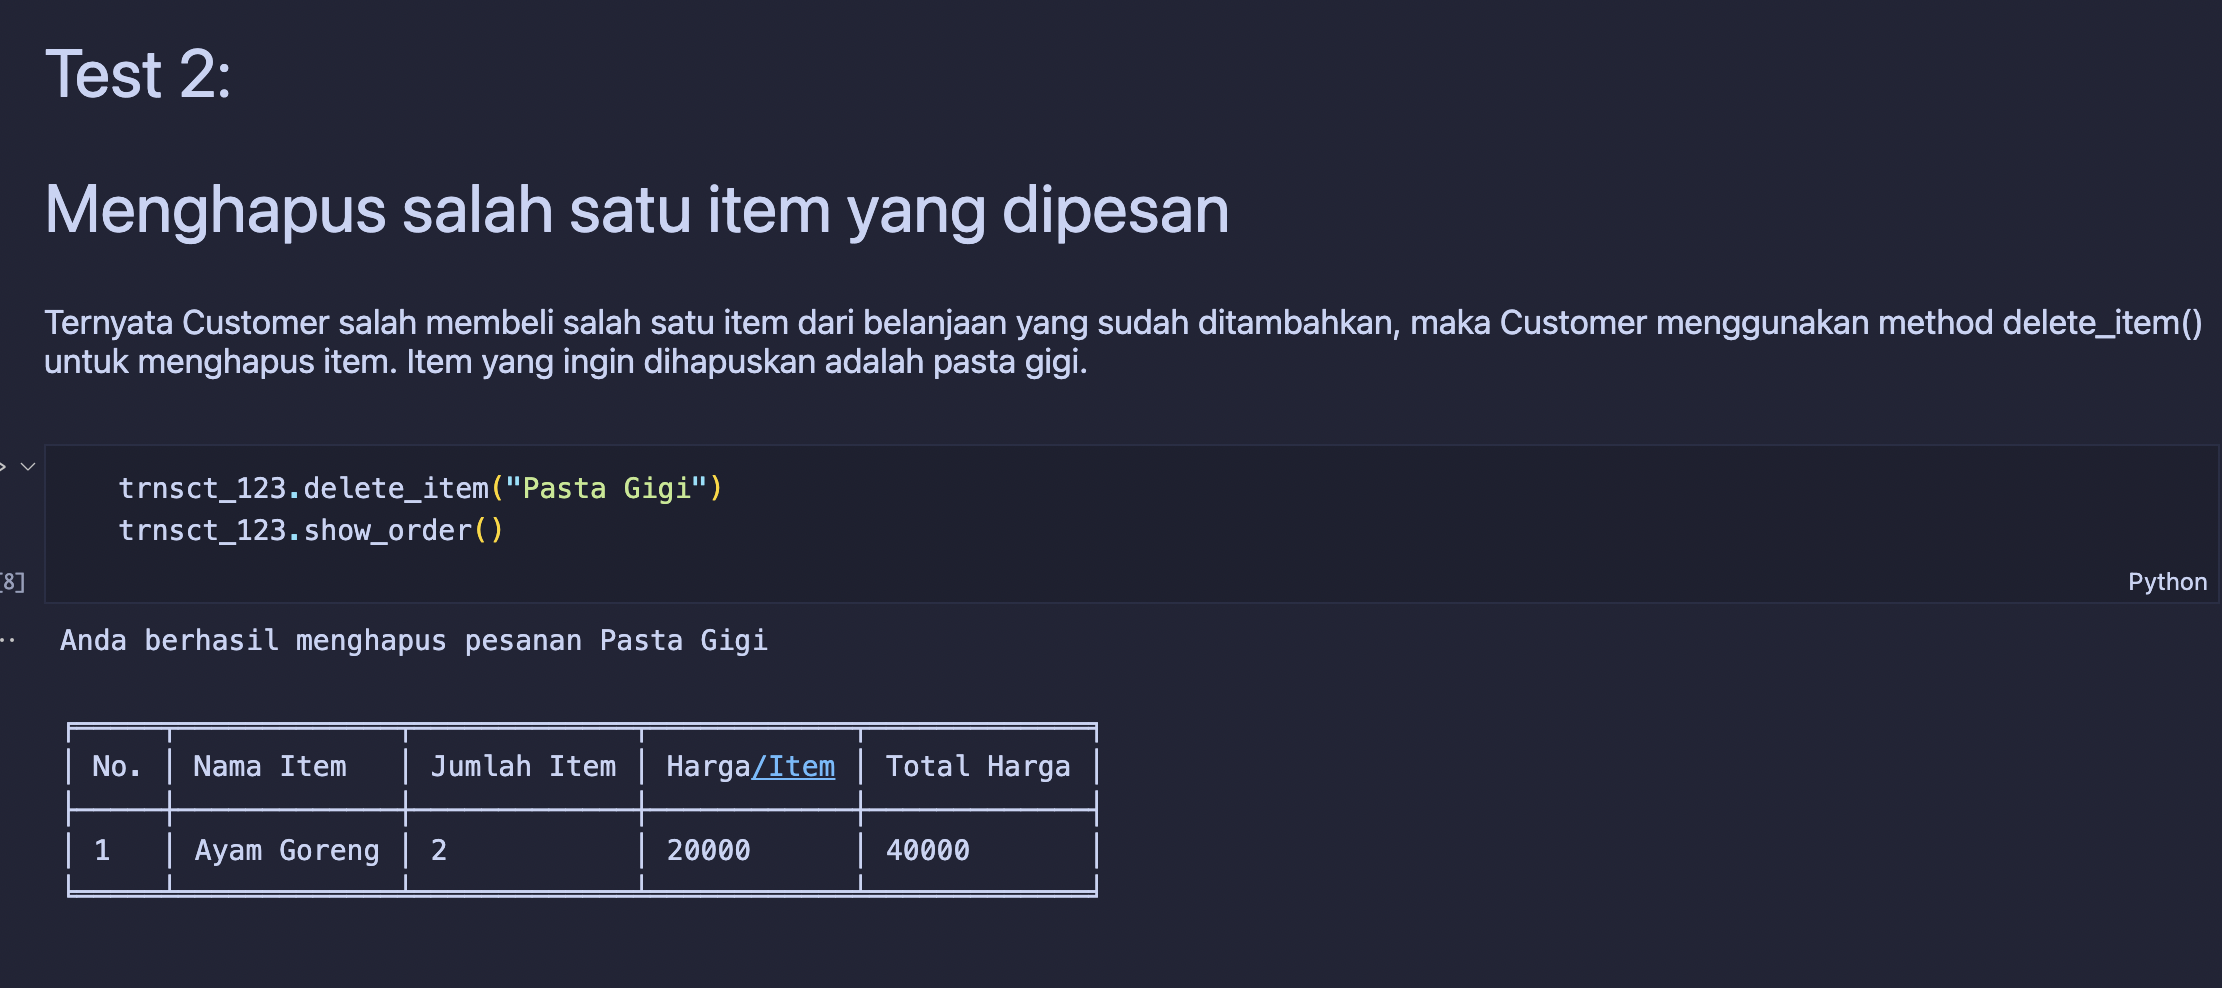 Test 2:
Menghapus salah satu item yang dipesan
Ternyata Customer salah membeli salah satu item dari belanjaan yang sudah ditambahkan, maka Customer menggunakan method delete_item()
untuk menghapus item. Item yang ingin dihapuskan adalah pasta gigi.
trnsct_123.delete_item("Pasta Gigi")
trnsct_123.show_order()
[8]
Python
Anda berhasil menghapus pesanan Pasta Gigi
No. Nama Item Jumlah Item Harga/Item Total Harga
1 Ayam Goreng 2 20000 40000